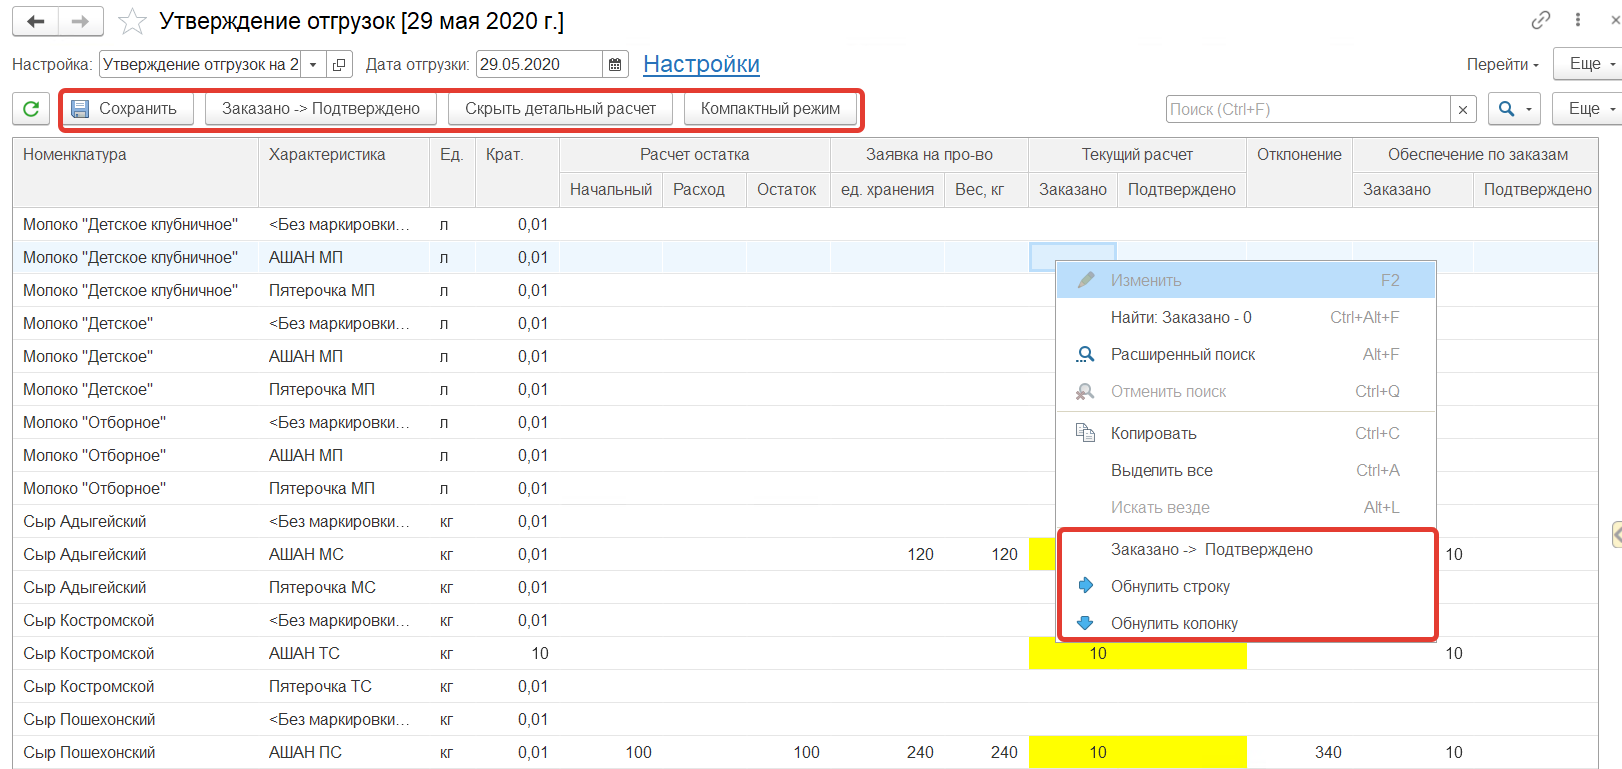 Утверждение отгрузок [29 мая 2020 г.]
Настройка: Утверждение отгрузок на 2 Дата отгрузки: 29.05.2020 Настройки Перейти Еще
Сохранить Заказано -> Подтверждено Скрыть детальный расчет Компактный режим Поиск (Ctrl+F) × Еще
Номенклатура Характеристика Ед. Крат. Расчет остатка Заявка на про-во Текущий расчет Отклонение Обеспечение по заказам
Начальный Расход Остаток ед. хранения Вес, кг Заказано Подтверждено Заказано Подтверждено
Молоко "Детское клубничное" <Без маркировки... л 0,01
Молоко "Детское клубничное" АШАН МП л 0,01
Молоко "Детское клубничное" Пятерочка МП л 0,01
Молоко "Детское" <Без маркировки... л 0,01
Молоко "Детское" АШАН МП л 0,01
Молоко "Детское" Пятерочка МП л 0,01
Молоко "Отборное" <Без маркировки... л 0,01
Молоко "Отборное" АШАН МП л 0,01
Молоко "Отборное" Пятерочка МП л 0,01
Сыр Адыгейский <Без маркировки... кг 0,01
Сыр Адыгейский АШАН МС кг 0,01 120 120 10
Сыр Адыгейский Пятерочка МС кг 0,01
Сыр Костромской <Без маркировки... кг 0,01
Сыр Костромской АШАН ТС кг 10 10 10
Сыр Костромской Пятерочка ТС кг 0,01
Сыр Пошехонский <Без маркировки... кг 0,01
Сыр Пошехонский АШАН ПС кг 0,01 100 100 240 240 10 340 10
Изменить F2
Найти: Заказано - 0 Ctrl+Alt+F
Расширенный поиск Alt+F
Отменить поиск Ctrl+Q
Копировать Ctrl+C
Выделить все Ctrl+A
Искать везде Alt+L
Заказано -> Подтверждено
Обнулить строку
Обнулить колонку